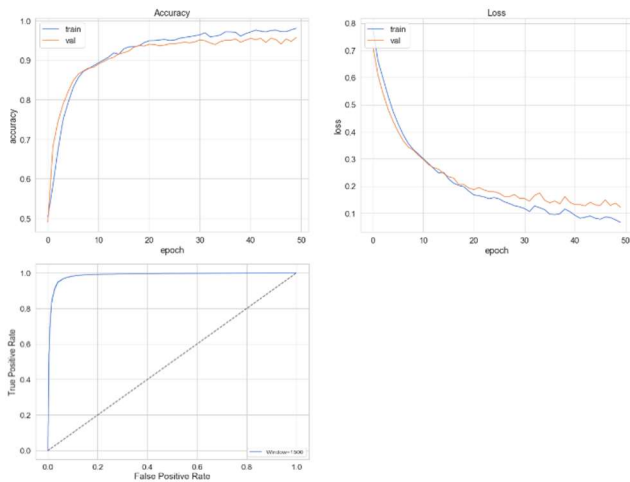 Accuracy
train
val
accuracy
1.0
0.9
0.8
0.7
0.6
0.5
0 10 20 30 40 50
epoch
Loss
train
val
loss
0.8
0.7
0.6
0.5
0.4
0.3
0.2
0.1
0 10 20 30 40 50
epoch
True Positive Rate
1.0
0.8
0.6
0.4
0.2
0.0
0.0 0.2 0.4 0.6 0.8 1.0
False Positive Rate